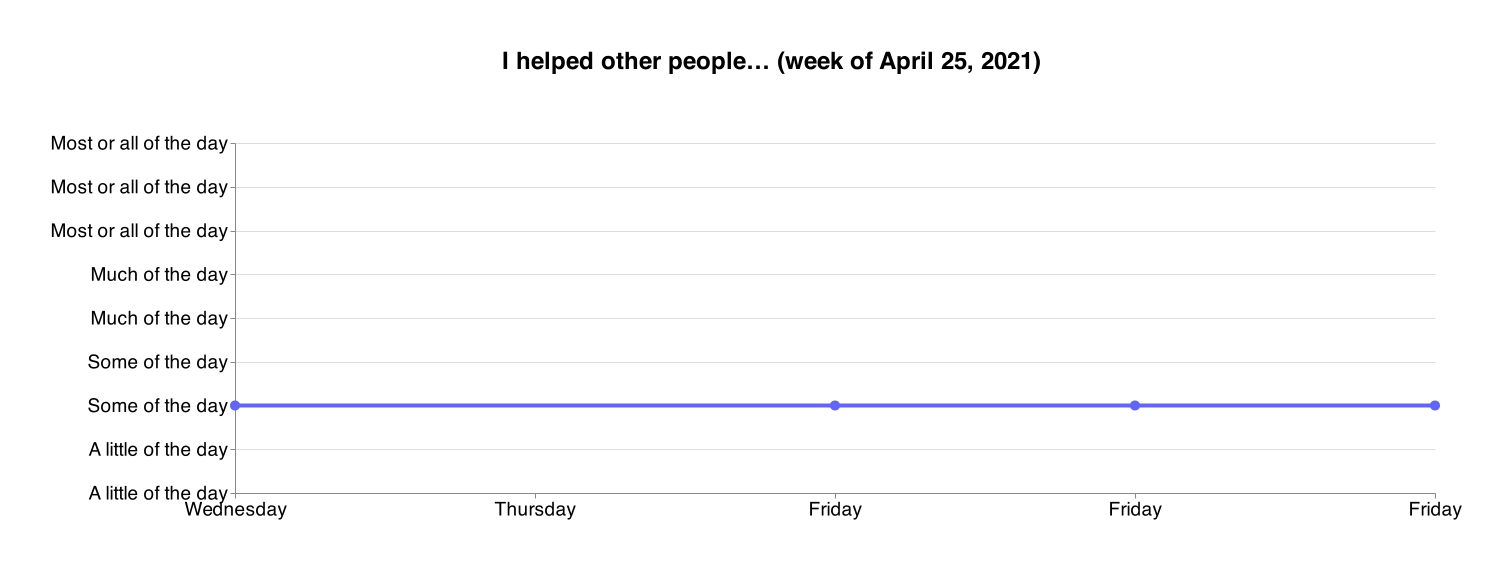 I helped other people… (week of April 25, 2021)
Most or all of the day
Most or all of the day
Most or all of the day
Much of the day
Much of the day
Some of the day
Some of the day
A little of the day
A little of the day
Wednesday Thursday Friday Friday Friday